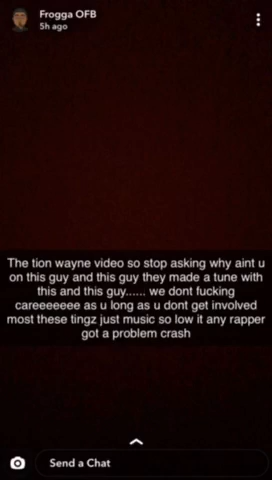 Frogga OFB
5h ago
The tion wayne video so stop asking why aint u
on this guy and this guy they made a tune with
this and this guy...... we dont fucking
careeeeeee as u long as u dont get involved
most these tingz just music so low it any rapper
got a problem crash
Send a Chat